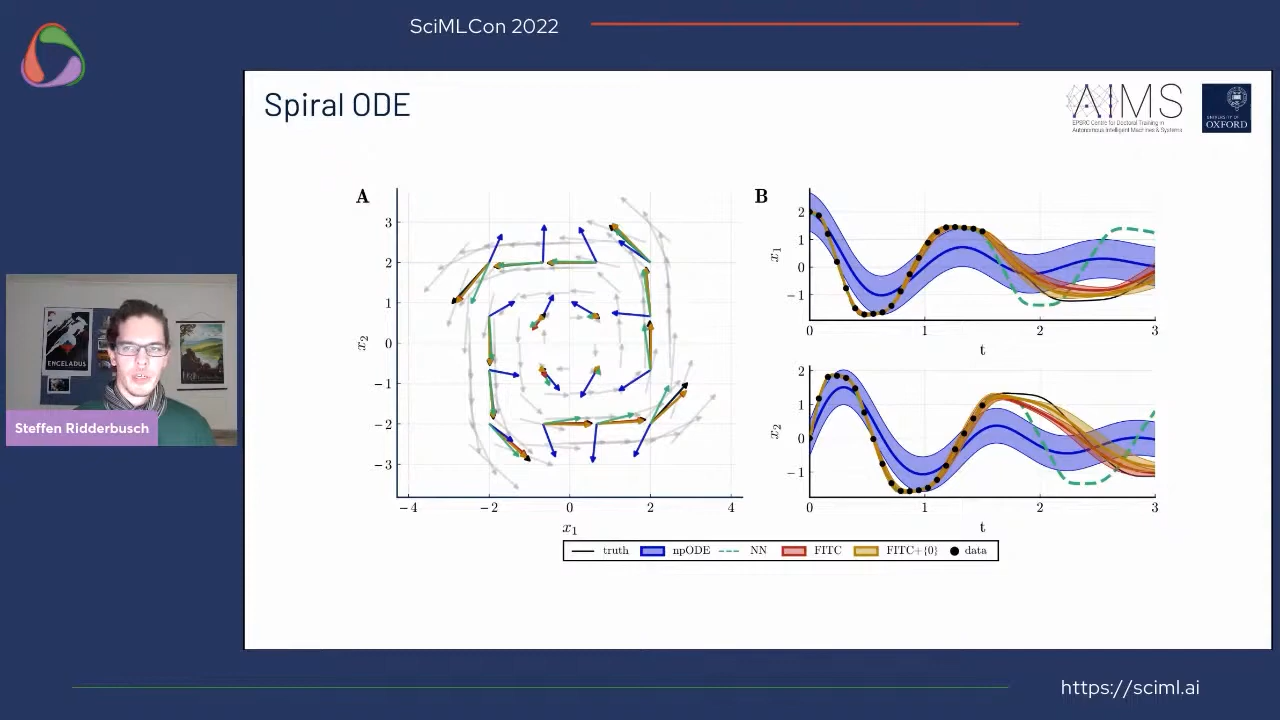 SciMLCon 2022
Spiral ODE
AIMS
EPSRC Centre for Doctoral Training in
Autonomous Intelligent Machines & Systems
UNIVERSITY OF
OXFORD
A
3
2
1
0
−1
−2
−3
x₂
−4
−2
0
2
4
x₁
B
2
1
0
−1
x₁
0
1
2
3
t
2
1
0
−1
x₂
0
1
2
3
t
truth npODE NN FITC FITC+{0} data
ENCELADUS
Steffen Ridderbusch
https://sciml.ai